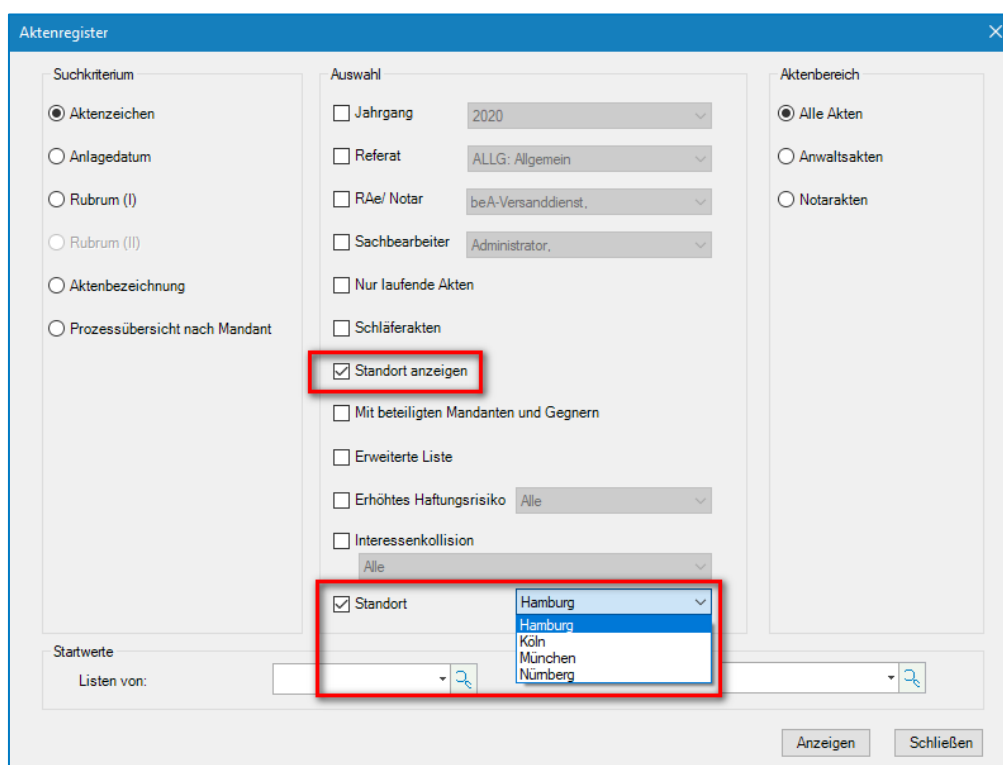 Aktenregister
Suchkriterium
Aktenzeichen
Anlagedatum
Rubrum (I)
Rubrum (II)
Aktenbezeichnung
Prozessübersicht nach Mandant
Auswahl
Jahrgang 2020
Referat ALLG: Allgemein
RAe/ Notar beA-Versanddienst,
Sachbearbeiter Administrator,
Nur laufende Akten
Schläferakten
Standort anzeigen
Mit beteiligten Mandanten und Gegnern
Erweiterte Liste
Erhöhtes Haftungsrisiko Alle
Interessenkollision
Alle
Standort Hamburg
Hamburg
Köln
München
Nürnberg
Aktenbereich
Alle Akten
Anwaltsakten
Notarakten
Startwerte
Listen von:
Anzeigen Schließen